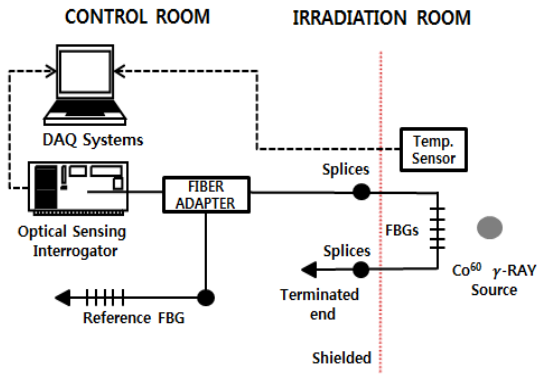 CONTROL ROOM
IRRADIATION ROOM
DAQ Systems
Temp.
Sensor
Splices
FIBER
ADAPTER
Optical Sensing
Interrogator
FBGs
Splices
Co⁶⁰ γ-RAY
Source
Terminated
end
Reference FBG
Shielded